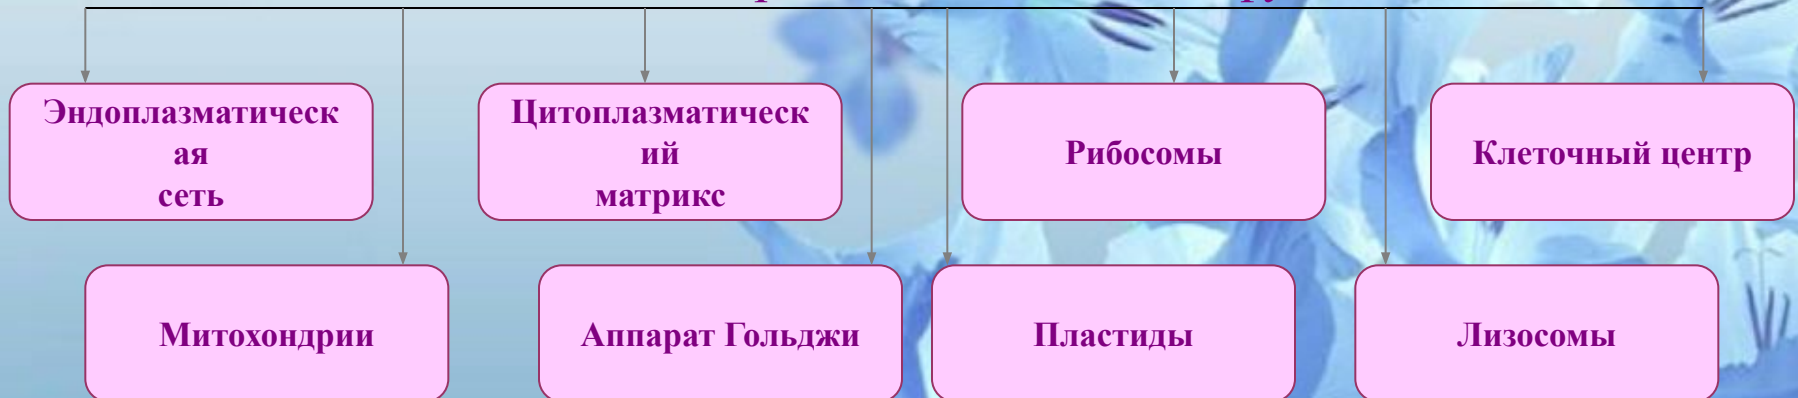 Эндоплазматическ
ая
сеть
Цитоплазматическ
ий
матрикс
Рибосомы
Клеточный центр
Митохондрии
Аппарат Гольджи
Пластиды
Лизосомы